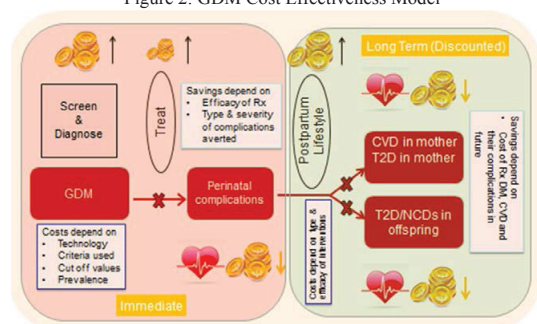 Figure 2: GDM Cost Effectiveness Model
Long Term (Discounted)
Screen &
Diagnose
Treat
Savings depend on
• Efficacy of Rx
• Type & severity
of complications
averted
Postpartum
Lifestyle
GDM
Perinatal
complications
CVD in mother
T2D in mother
T2D/NCDs in
offspring
Savings depend on
• Cost of Rx DM, CVD and
their complications in
future
Costs depend on
• Technology
• Criteria used
• Cut off values
• Prevalence
Costs depend on type &
efficacy of interventions
Immediate